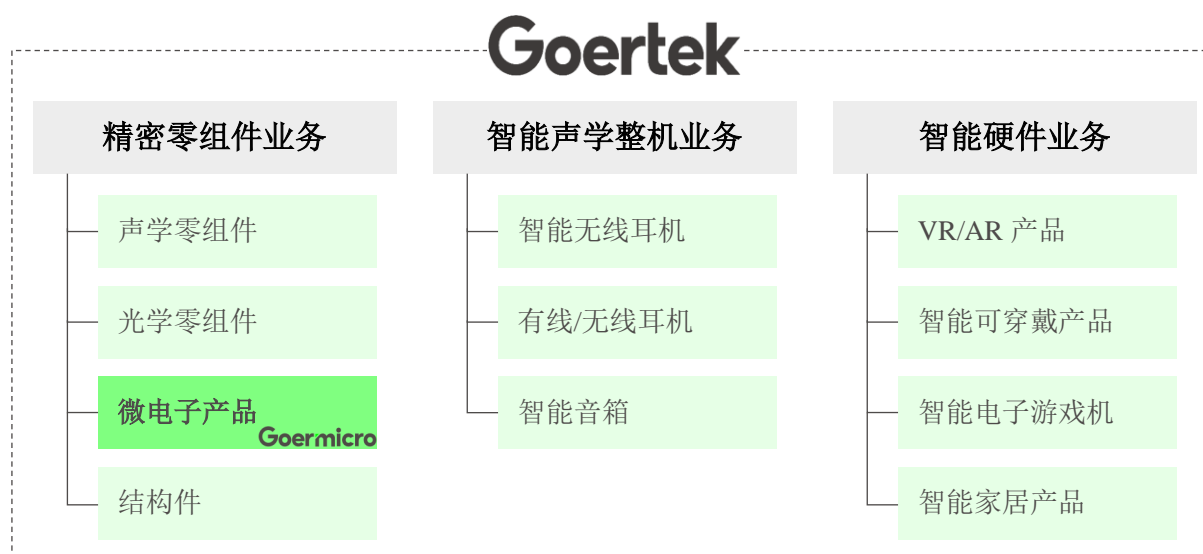 Goertek
精密零组件业务
声学零组件
光学零组件
微电子产品
Goermicro
结构件
智能声学整机业务
智能无线耳机
有线/无线耳机
智能音箱
智能硬件业务
VR/AR 产品
智能可穿戴产品
智能电子游戏机
智能家居产品